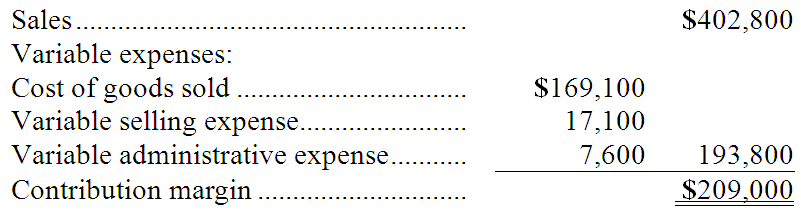 Sales............................................................ $402,800
Variable expenses:
Cost of goods sold ................................... $169,100
Variable selling expense......................... 17,100
Variable administrative expense........... 7,600 193,800
Contribution margin ................................ $209,000